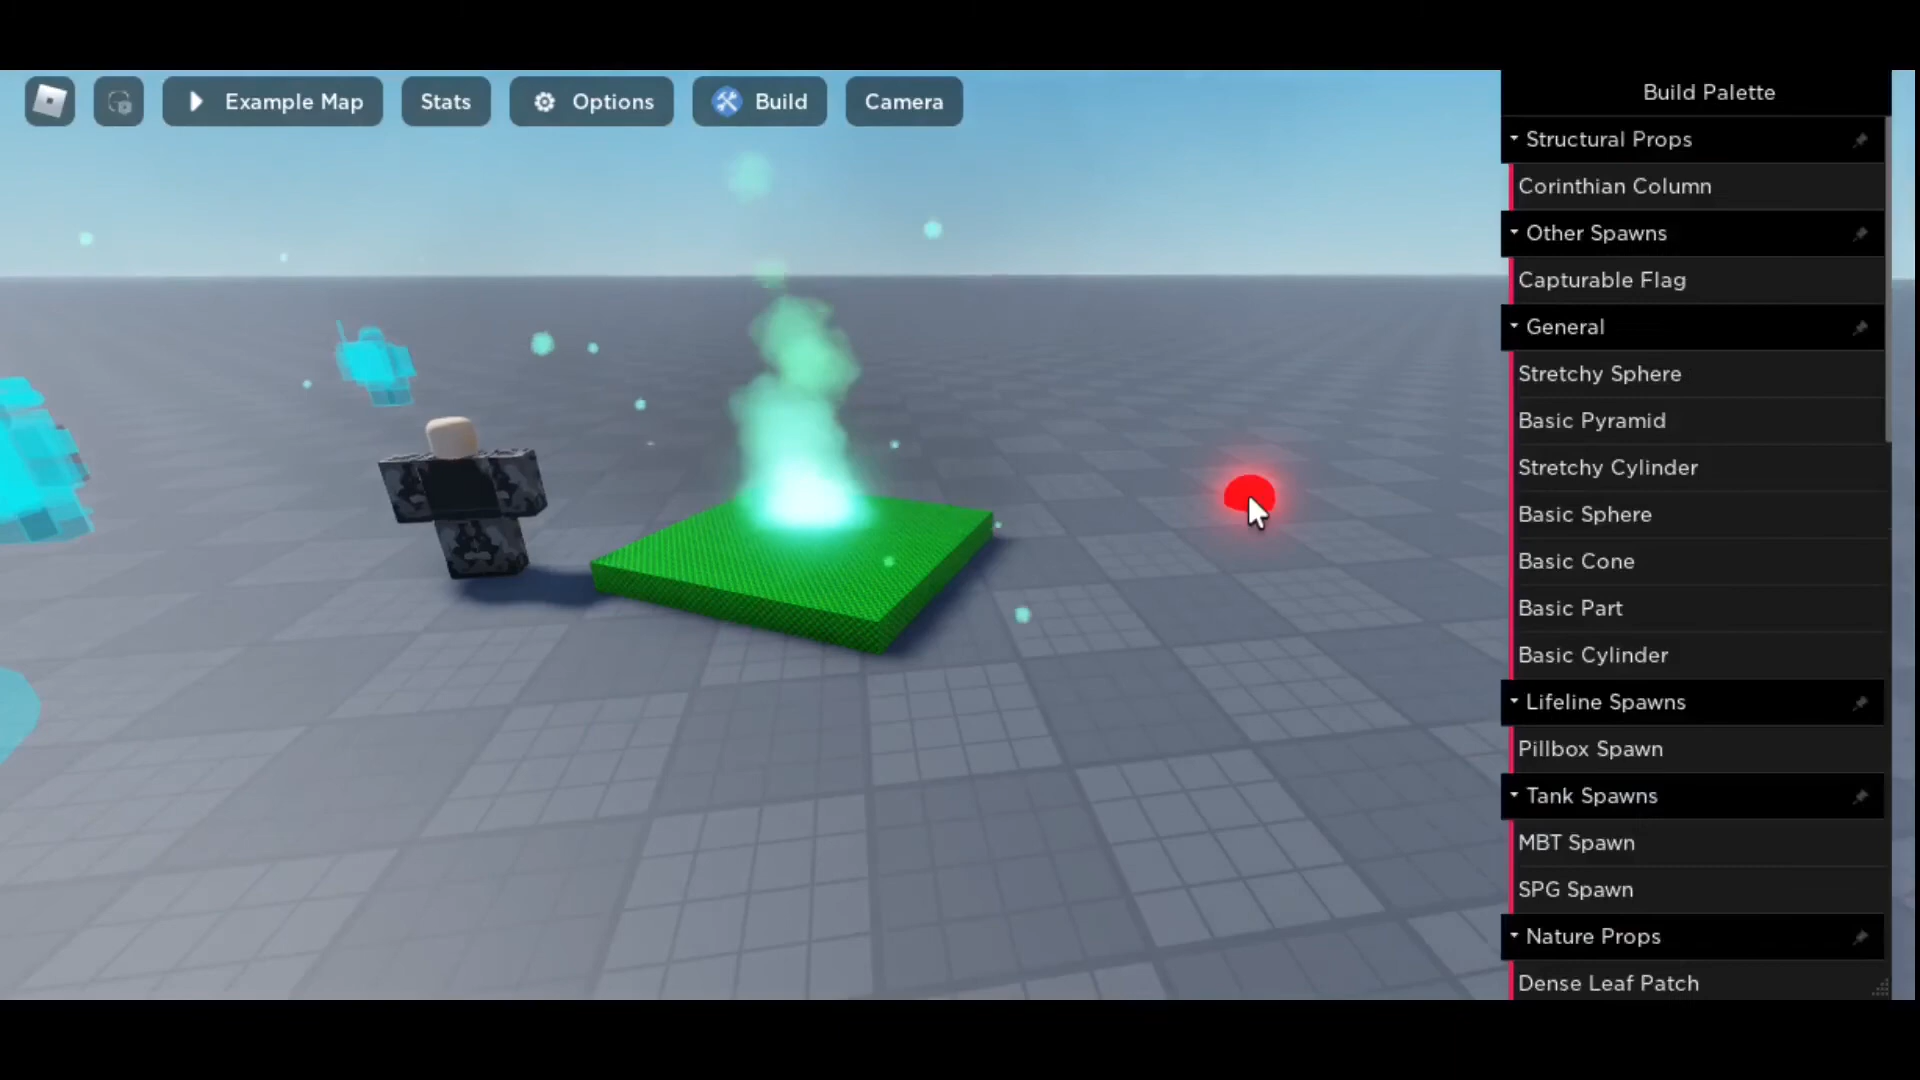 Example Map
Stats
Options
Build
Camera
Build Palette
Structural Props
Corinthian Column
Other Spawns
Capturable Flag
General
Stretchy Sphere
Basic Pyramid
Stretchy Cylinder
Basic Sphere
Basic Cone
Basic Part
Basic Cylinder
Lifeline Spawns
Pillbox Spawn
Tank Spawns
MBT Spawn
SPG Spawn
Nature Props
Dense Leaf Patch